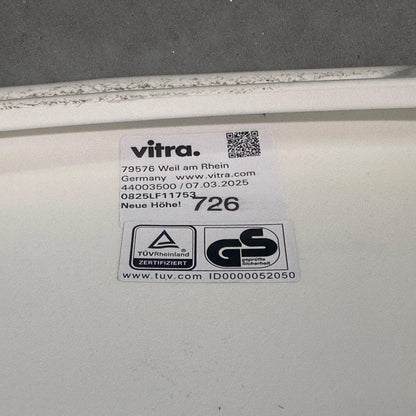 vitra.
79576 Weil am Rhein
Germany www.vitra.com
44003500 / 07.03.2025
0825LF11753
Neue Höhe! 726
TÜVRheinland
ZERTIFIZIERT
GS
geprüfte
Sicherheit
www.tuv.com ID0000052050